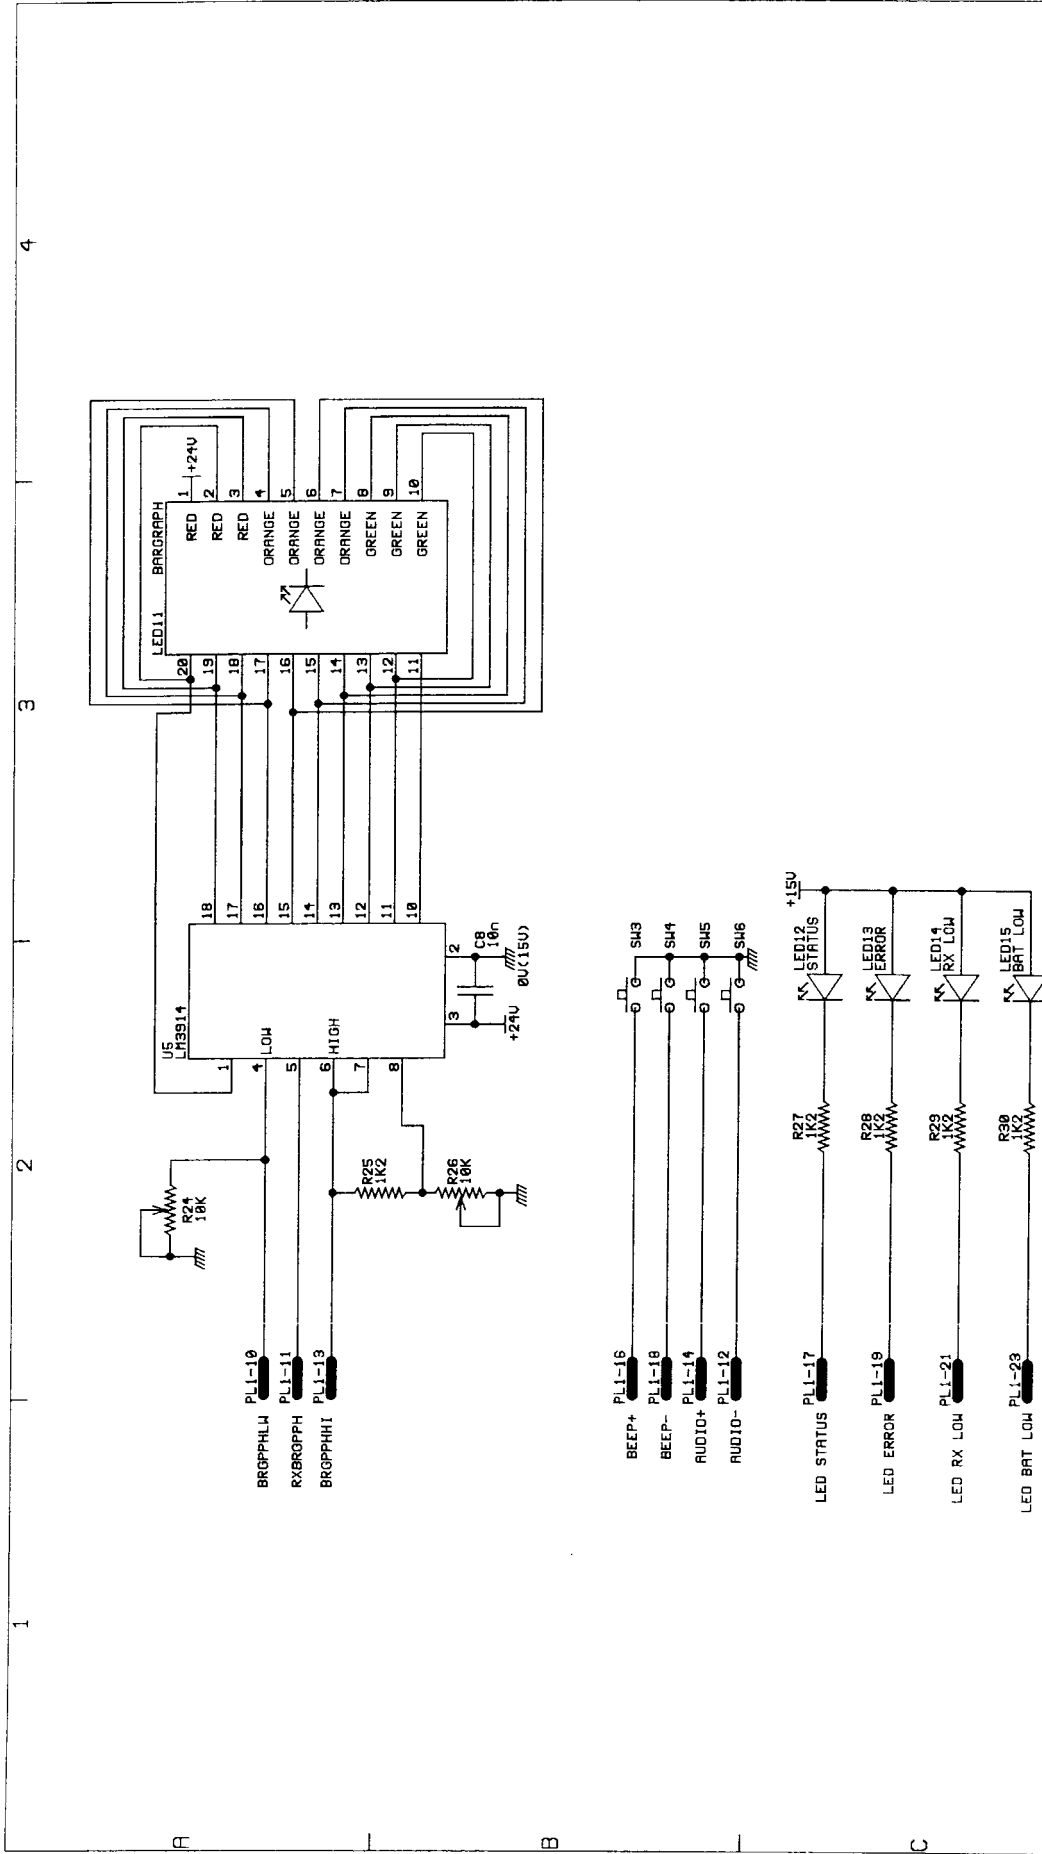 1
2
3
4
A
B
C
U5
LM3914
1
4
LOW
5
6
HIGH
7
8
18
17
16
15
14
13
12
11
10
3
2
C8
10n
+24V
0V(15V)
LED11
BARGRAPH
20
19
18
17
16
15
14
13
12
11
RED
RED
RED
ORANGE
ORANGE
ORANGE
ORANGE
GREEN
GREEN
GREEN
1
2
3
4
5
6
7
8
9
10
+24V
R24
10K
R25
1K2
R26
10K
BRGPPHLW
PL1-10
RXBRGPPH
PL1-11
BRGPPHHI
PL1-13
BEEP+
PL1-16
SW3
BEEP-
PL1-18
SW4
AUDIO+
PL1-14
SW5
AUDIO-
PL1-12
SW6
+15V
LED STATUS
PL1-17
R27
1K2
LED12
STATUS
LED ERROR
PL1-19
R28
1K2
LED13
ERROR
LED RX LOW
PL1-21
R29
1K2
LED14
RX LOW
LED BAT LOW
PL1-23
R30
1K2
LED15
BAT LOW